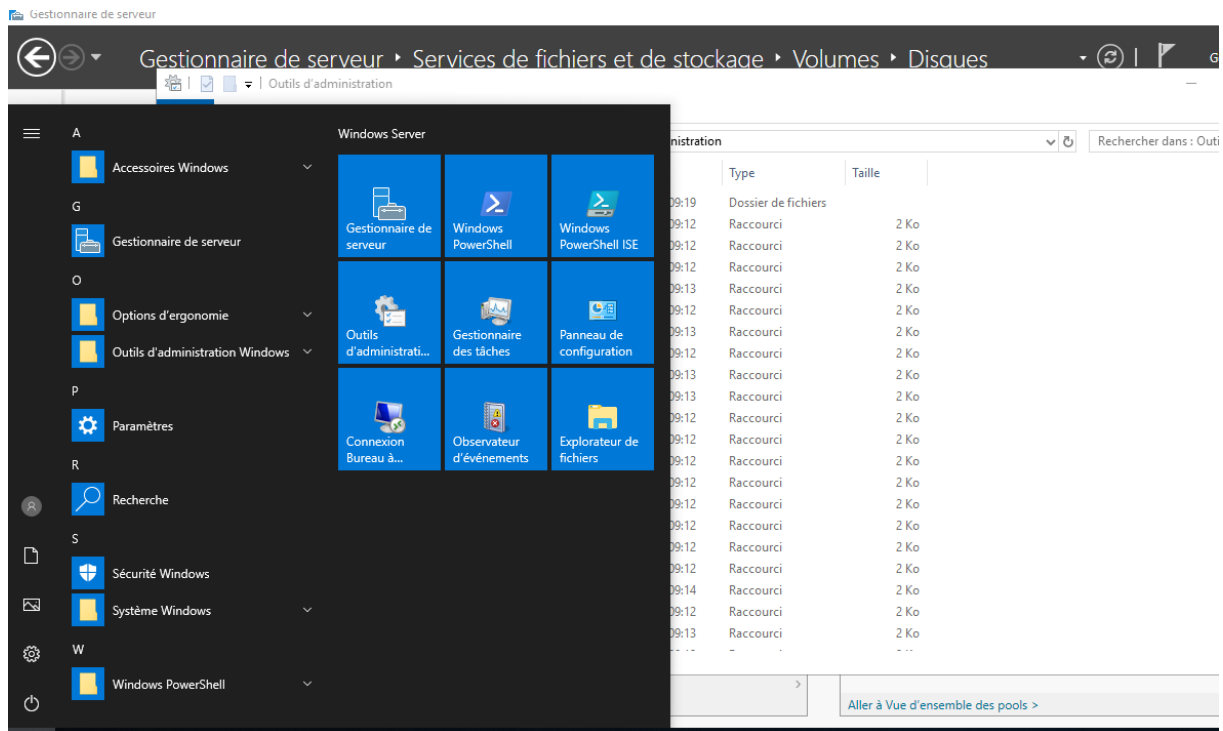 Gestionnaire de serveur
Gestionnaire de serveur ‣ Services de fichiers et de stockage ‣ Volumes ‣ Disques
G
Outils d'administration
nistration
Rechercher dans : Outi
Type Taille
09:19 Dossier de fichiers
09:12 Raccourci 2 Ko
09:12 Raccourci 2 Ko
09:12 Raccourci 2 Ko
09:13 Raccourci 2 Ko
09:12 Raccourci 2 Ko
09:13 Raccourci 2 Ko
09:12 Raccourci 2 Ko
09:13 Raccourci 2 Ko
09:13 Raccourci 2 Ko
09:12 Raccourci 2 Ko
09:12 Raccourci 2 Ko
09:12 Raccourci 2 Ko
09:12 Raccourci 2 Ko
09:12 Raccourci 2 Ko
09:12 Raccourci 2 Ko
09:12 Raccourci 2 Ko
09:12 Raccourci 2 Ko
09:14 Raccourci 2 Ko
09:12 Raccourci 2 Ko
09:13 Raccourci 2 Ko
Aller à Vue d'ensemble des pools >
A
Accessoires Windows
G
Gestionnaire de serveur
O
Options d'ergonomie
Outils d'administration Windows
P
Paramètres
R
Recherche
S
Sécurité Windows
Système Windows
W
Windows PowerShell
Windows Server
Gestionnaire de
serveur
Windows
PowerShell
Windows
PowerShell ISE
Outils
d'administrati...
Gestionnaire
des tâches
Panneau de
configuration
Connexion
Bureau à...
Observateur
d'événements
Explorateur de
fichiers